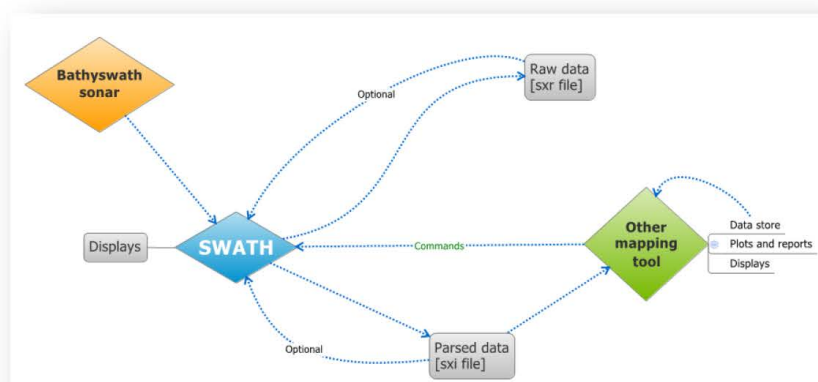 Bathyswath
sonar
Raw data
[sxr file]
Optional
Displays
SWATH
Commands
Other
mapping
tool
Data store
Plots and reports
Displays
Optional
Parsed data
[sxi file]